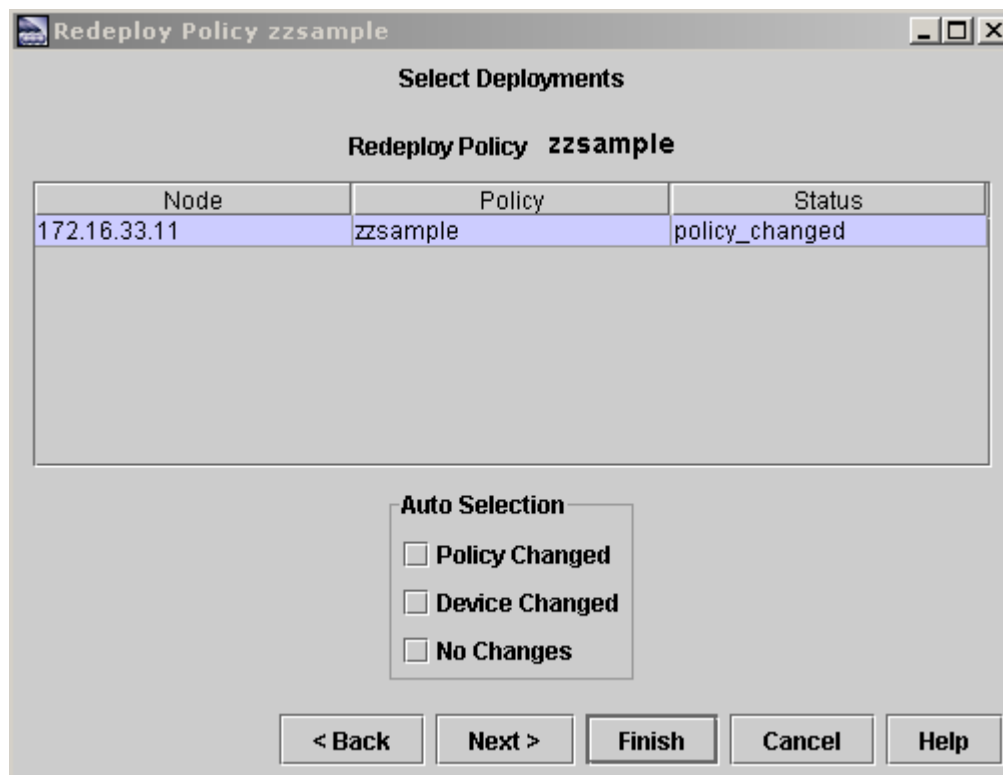 Redeploy Policy zzsample
Select Deployments
Redeploy Policy zzsample
Node Policy Status
172.16.33.11 zzsample policy_changed
Auto Selection
Policy Changed
Device Changed
No Changes
< Back Next > Finish Cancel Help